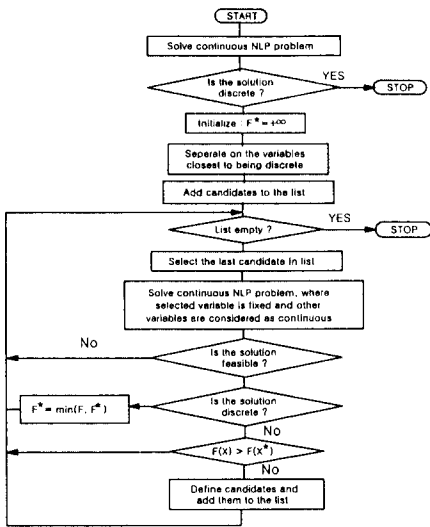 START
Solve continuous NLP problem
Is the solution
discrete ?
YES
STOP
Initialize : F* = +∞
Seperate on the variables
closest to being discrete
Add candidates to the list
List empty ?
YES
STOP
Select the last candidate in list
Solve continuous NLP problem, where
selected variable is fixed and other
variables are considered as continuous
No
Is the solution
feasible ?
Is the solution
discrete ?
F* = min(F, F*)
No
F(X) > F(X*)
No
Define candidates and
add them to the list